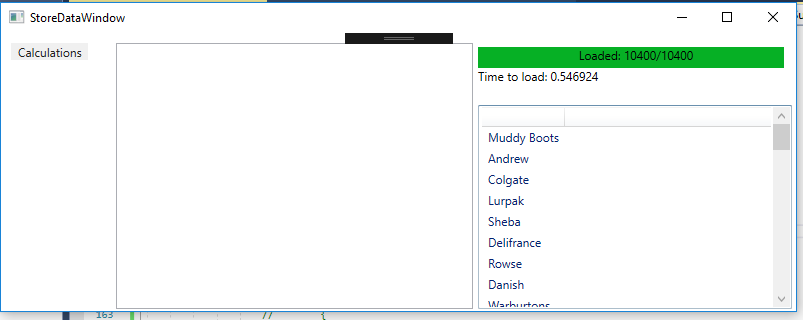 StoreDataWindow
Calculations
Loaded: 10400/10400
Time to load: 0.546924
Muddy Boots
Andrew
Colgate
Lurpak
Sheba
Delifrance
Rowse
Danish
Warburtons
163 // {